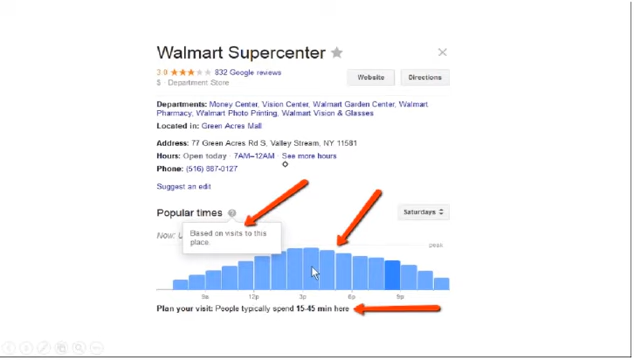 Walmart Supercenter
3.0 832 Google reviews
$ · Department Store
Website
Directions
Departments: Money Center, Vision Center, Walmart Garden Center, Walmart
Pharmacy, Walmart Photo Printing, Walmart Vision & Glasses
Located in: Green Acres Mall
Address: 77 Green Acres Rd S, Valley Stream, NY 11581
Hours: Open today · 7AM–12AM · See more hours
Phone: (516) 887-0127
Suggest an edit
Popular times ?
Saturdays
Based on visits to this
place.
Now:
12p
3p
6p
9p
Plan your visit: People typically spend 15-45 min here